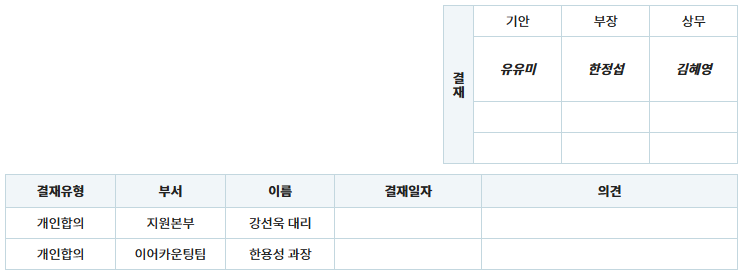 결재
기안 부장 상무
유유미 한정섭 김혜영
결재유형 부서 이름 결재일자 의견
개인합의 지원본부 강선욱 대리
개인합의 이어카운팅팀 한용성 과장